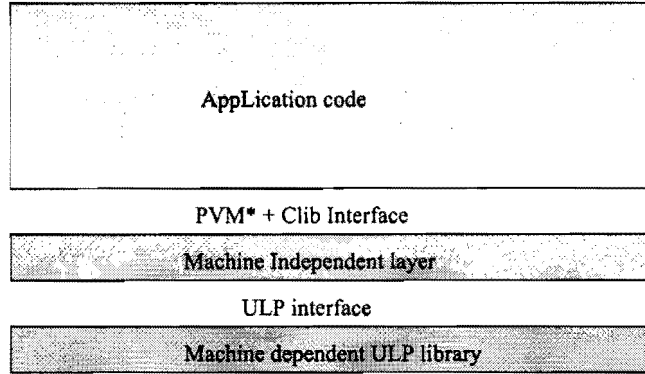 AppLication code
PVM* + Clib Interface
Machine Independent layer
ULP interface
Machine dependent ULP library